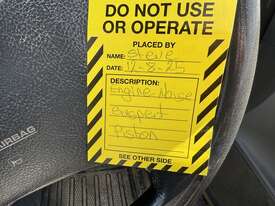 DO NOT USE
OR OPERATE
PLACED BY
NAME: Steve
DATE: 12-8-25
DESCRIPTION:
Engine Noise
Suspect
Piston
SEE OTHER SIDE
AIRBAG